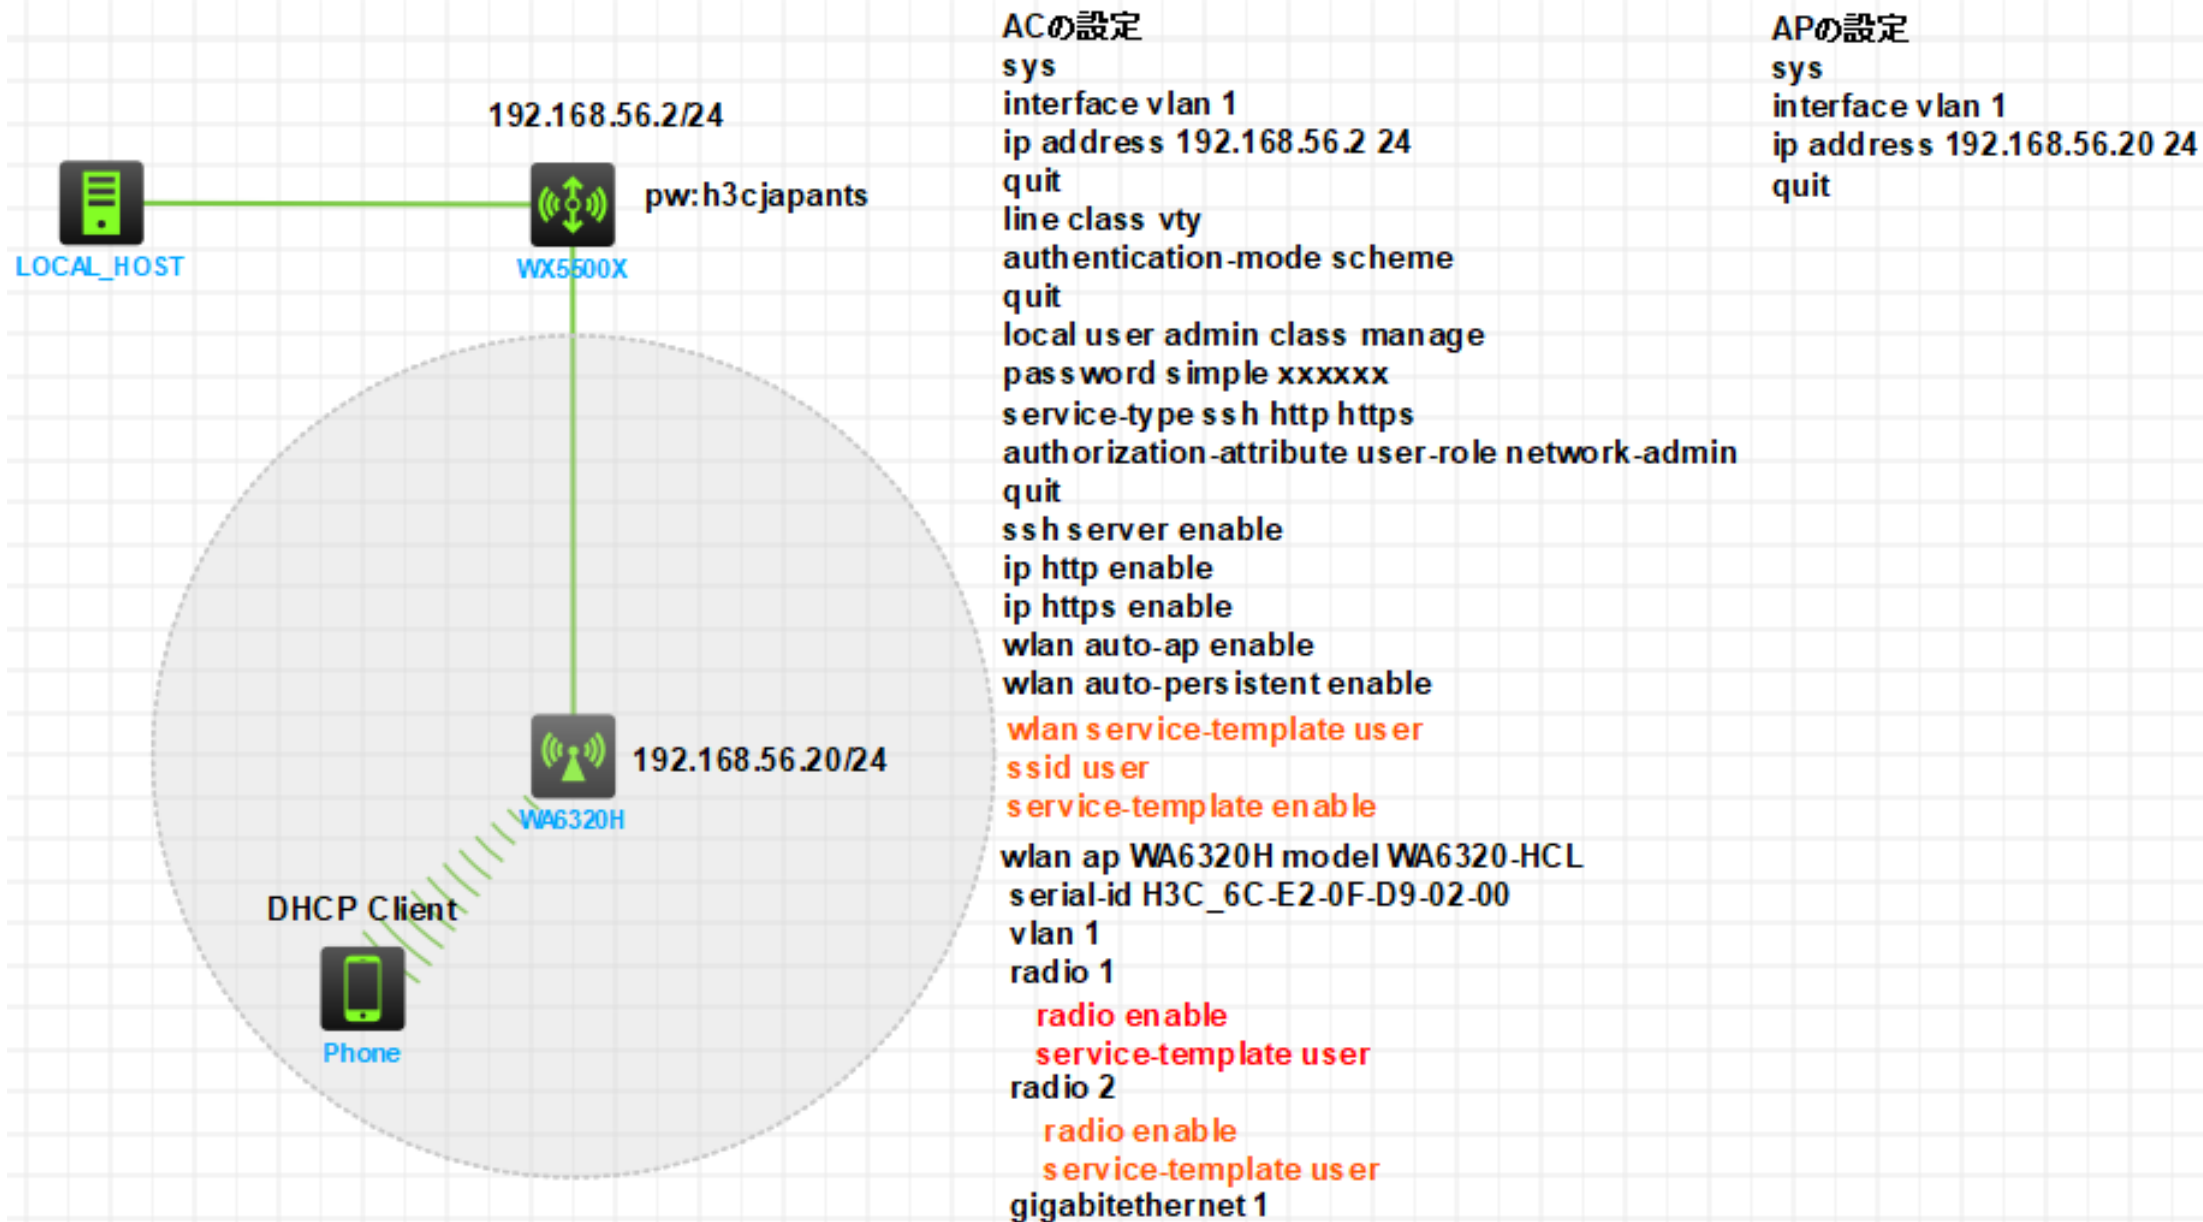 192.168.56.2/24
pw:h3cjapants
LOCAL_HOST
WX5500X
192.168.56.20/24
WA6320H
DHCP Client
Phone
ACの設定
sys
interface vlan 1
ip address 192.168.56.2 24
quit
line class vty
authentication-mode scheme
quit
local user admin class manage
password simple xxxxxx
service-type ssh http https
authorization-attribute user-role network-admin
quit
ssh server enable
ip http enable
ip https enable
wlan auto-ap enable
wlan auto-persistent enable
wlan service-template user
ssid user
service-template enable
wlan ap WA6320H model WA6320-HCL
serial-id H3C_6C-E2-0F-D9-02-00
vlan 1
radio 1
radio enable
service-template user
radio 2
radio enable
service-template user
gigabitethernet 1
APの設定
sys
interface vlan 1
ip address 192.168.56.20 24
quit